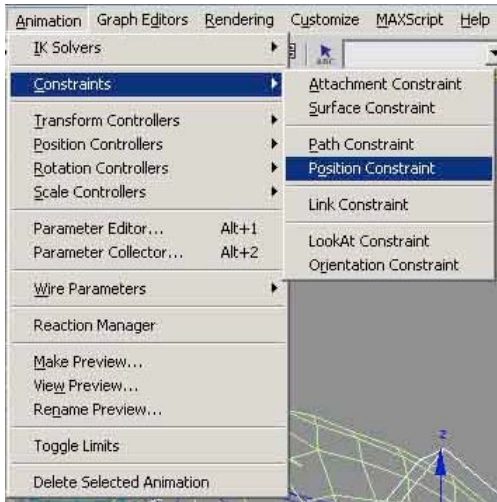 Animation Graph Editors Rendering Customize MAXScript Help
IK Solvers
Constraints
Transform Controllers
Position Controllers
Rotation Controllers
Scale Controllers
Parameter Editor... Alt+1
Parameter Collector... Alt+2
Wire Parameters
Reaction Manager
Make Preview...
View Preview...
Rename Preview...
Toggle Limits
Delete Selected Animation
ABC
Attachment Constraint
Surface Constraint
Path Constraint
Position Constraint
Link Constraint
LookAt Constraint
Orientation Constraint
z